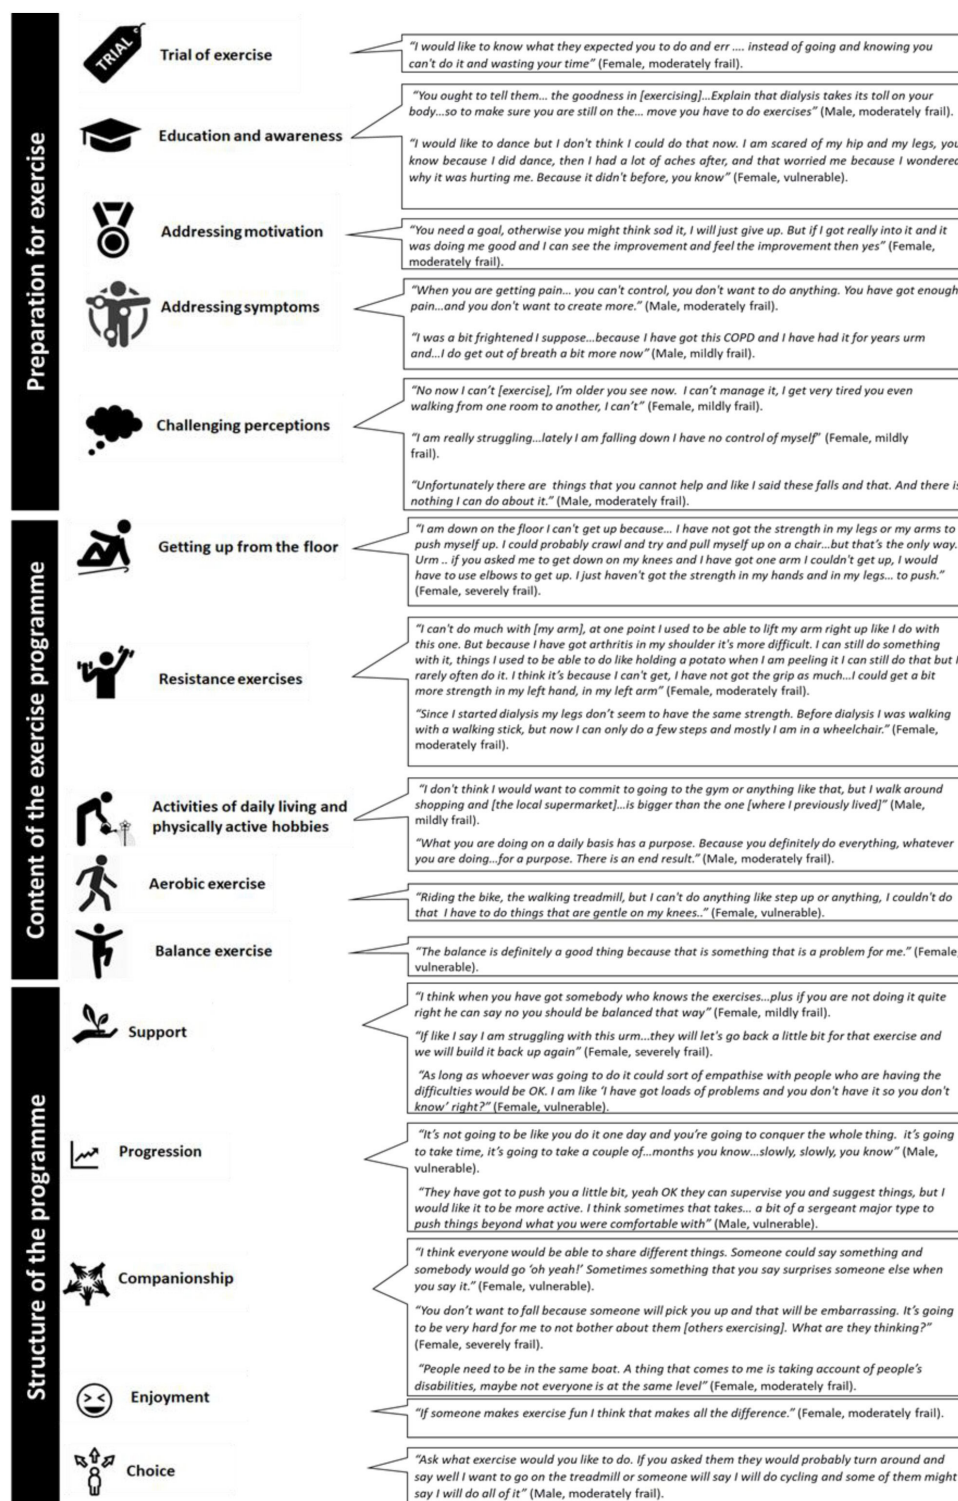 Preparation for exercise
TRIAL
Trial of exercise
“I would like to know what they expected you to do and err .... instead of going and knowing you
can't do it and wasting your time” (Female, moderately frail).
Education and awareness
“You ought to tell them… the goodness in [exercising]…Explain that dialysis takes its toll on your
body…so to make sure you are still on the… move you have to do exercises” (Male, moderately frail).
“I would like to dance but I don't think I could do that now. I am scared of my hip and my legs, you
know because I did dance, then I had a lot of aches after, and that worried me because I wondered
why it was hurting me. Because it didn't before, you know” (Female, vulnerable).
Addressing motivation
“You need a goal, otherwise you might think sod it, I will just give up. But if I got really into it and it
was doing me good and I can see the improvement and feel the improvement then yes” (Female,
moderately frail).
Addressing symptoms
“When you are getting pain… you can't control, you don't want to do anything. You have got enough
pain…and you don't want to create more.” (Male, moderately frail).
“I was a bit frightened I suppose…because I have got this COPD and I have had it for years urm
and…I do get out of breath a bit more now” (Male, mildly frail).
Challenging perceptions
“No now I can’t [exercise], I’m older you see now. I can’t manage it, I get very tired you even
walking from one room to another, I can’t” (Female, mildly frail).
“I am really struggling…lately I am falling down I have no control of myself” (Female, mildly
frail).
“Unfortunately there are things that you cannot help and like I said these falls and that. And there is
nothing I can do about it.” (Male, moderately frail).
Content of the exercise programme
Getting up from the floor
“I am down on the floor I can't get up because… I have not got the strength in my legs or my arms to
push myself up. I could probably crawl and try and pull myself up on a chair…but that’s the only way.
Urm .. if you asked me to get down on my knees and I have got one arm I couldn't get up, I would
have to use elbows to get up. I just haven't got the strength in my hands and in my legs… to push.”
(Female, severely frail).
Resistance exercises
“I can't do much with [my arm], at one point I used to be able to lift my arm right up like I do with
this one. But because I have got arthritis in my shoulder it's more difficult. I can still do something
with it, things I used to be able to do like holding a potato when I am peeling it I can still do that but I
rarely often do it. I think it’s because I can't get, I have not got the grip as much…I could get a bit
more strength in my left hand, in my left arm” (Female, moderately frail).
“Since I started dialysis my legs don’t seem to have the same strength. Before dialysis I was walking
with a walking stick, but now I can only do a few steps and mostly I am in a wheelchair.” (Female,
moderately frail).
Activities of daily living and
physically active hobbies
“I don't think I would want to commit to going to the gym or anything like that, but I walk around
shopping and [the local supermarket]…is bigger than the one [where I previously lived]” (Male,
mildly frail).
“What you are doing on a daily basis has a purpose. Because you definitely do everything, whatever
you are doing…for a purpose. There is an end result.” (Male, moderately frail).
Aerobic exercise
“Riding the bike, the walking treadmill, but I can't do anything like step up or anything, I couldn't do
that I have to do things that are gentle on my knees..” (Female, vulnerable).
Balance exercise
“The balance is definitely a good thing because that is something that is a problem for me.” (Female,
vulnerable).
Structure of the programme
Support
“I think when you have got somebody who knows the exercises…plus if you are not doing it quite
right he can say no you should be balanced that way” (Female, mildly frail).
“If like I say I am struggling with this urm…they will let's go back a little bit for that exercise and
we will build it back up again” (Female, severely frail).
“As long as whoever was going to do it could sort of empathise with people who are having the
difficulties would be OK. I am like ‘I have got loads of problems and you don't have it so you don't
know’ right?” (Female, vulnerable).
Progression
“It’s not going to be like you do it one day and you’re going to conquer the whole thing. it’s going
to take time, it’s going to take a couple of…months you know…slowly, slowly, you know” (Male,
vulnerable).
“They have got to push you a little bit, yeah OK they can supervise you and suggest things, but I
would like it to be more active. I think sometimes that takes… a bit of a sergeant major type to
push things beyond what you were comfortable with” (Male, vulnerable).
Companionship
“I think everyone would be able to share different things. Someone could say something and
somebody would go ‘oh yeah!’ Sometimes something that you say surprises someone else when
you say it.” (Female, vulnerable).
“You don’t want to fall because someone will pick you up and that will be embarrassing. It’s going
to be very hard for me to not bother about them [others exercising]. What are they thinking?”
(Female, severely frail).
“People need to be in the same boat. A thing that comes to me is taking account of people’s
disabilities, maybe not everyone is at the same level” (Female, moderately frail).
Enjoyment
“If someone makes exercise fun I think that makes all the difference.” (Female, moderately frail).
Choice
“Ask what exercise would you like to do. If you asked them they would probably turn around and
say well I want to go on the treadmill or someone will say I will do cycling and some of them might
say I will do all of it” (Male, moderately frail).